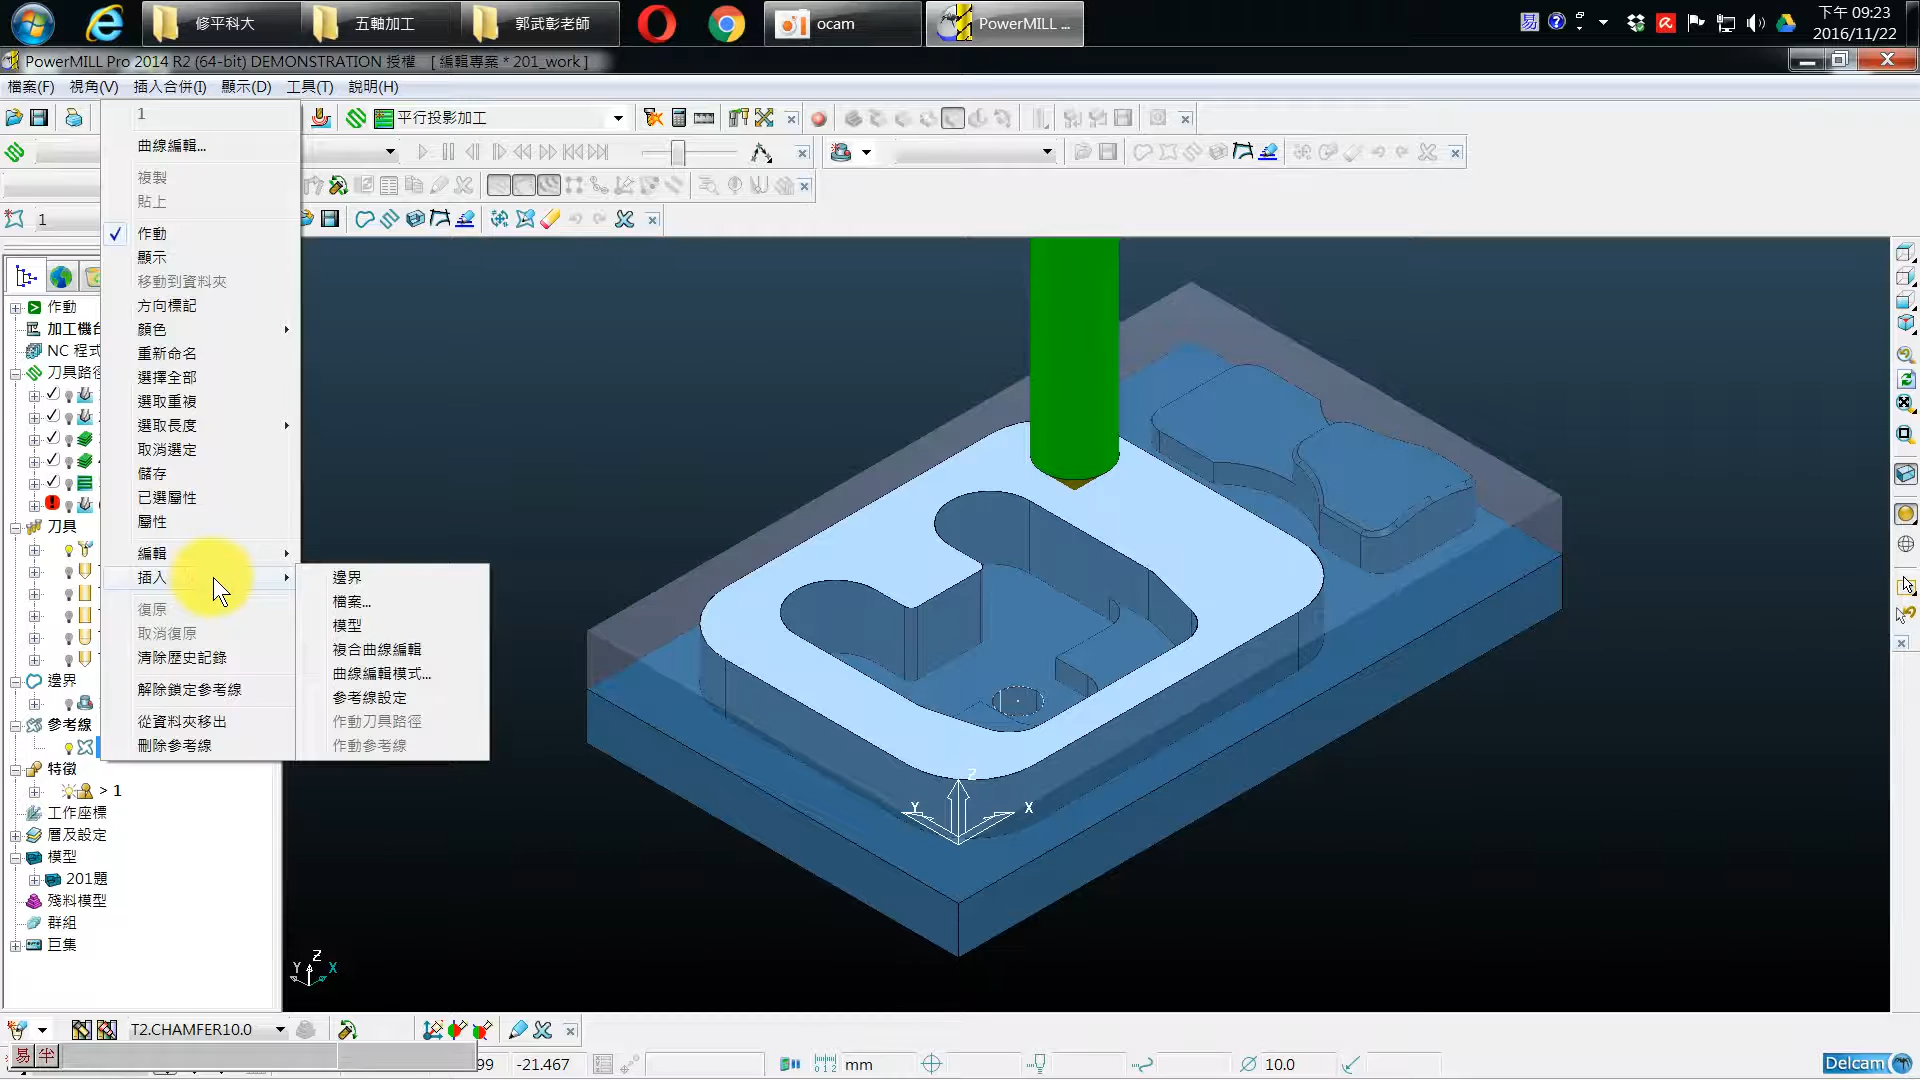 修平科大
五軸加工
郭武彰老師
ocam
PowerMILL ...
下午 09:23
2016/11/22
PowerMILL Pro 2014 R2 (64-bit) DEMONSTRATION 授權 [ 編輯專案 * 201_work ]
檔案(F)
視角(V)
插入合併(I)
顯示(D)
工具(T)
說明(H)
平行投影加工
1
1
曲線編輯...
複製
貼上
作動
顯示
移動到資料夾
方向標記
顏色
重新命名
選擇全部
選取重複
選取長度
取消選定
儲存
已選屬性
屬性
編輯
插入
復原
取消復原
清除歷史記錄
解除鎖定參考線
從資料夾移出
刪除參考線
邊界
檔案...
模型
複合曲線編輯
曲線編輯模式...
參考線設定
作動刀具路徑
作動參考線
作動
加工機台
NC 程式
刀具路徑
刀具
邊界
參考線
特徵
> 1
工作座標
層及設定
模型
201題
殘料模型
群組
巨集
Z
Y
X
Z
Y
X
T2.CHAMFER10.0
易
半
99
-21.467
mm
10.0
Delcam